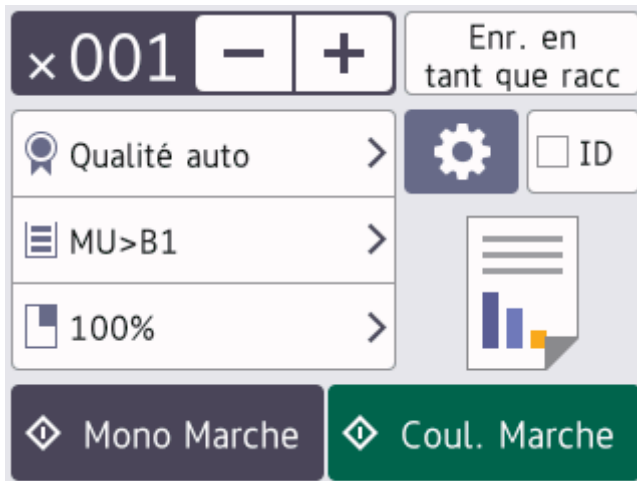 ×001 − +
Enr. en
tant que racc
Qualité auto
ID
MU>B1
100%
Mono Marche
Coul. Marche